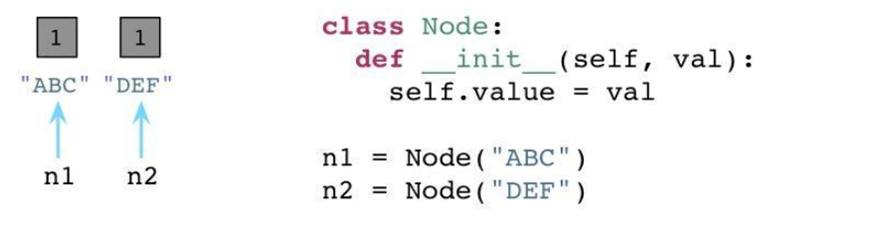 1 1
"ABC" "DEF"
n1 n2
class Node:
def __init__(self, val):
self.value = val
n1 = Node("ABC")
n2 = Node("DEF")